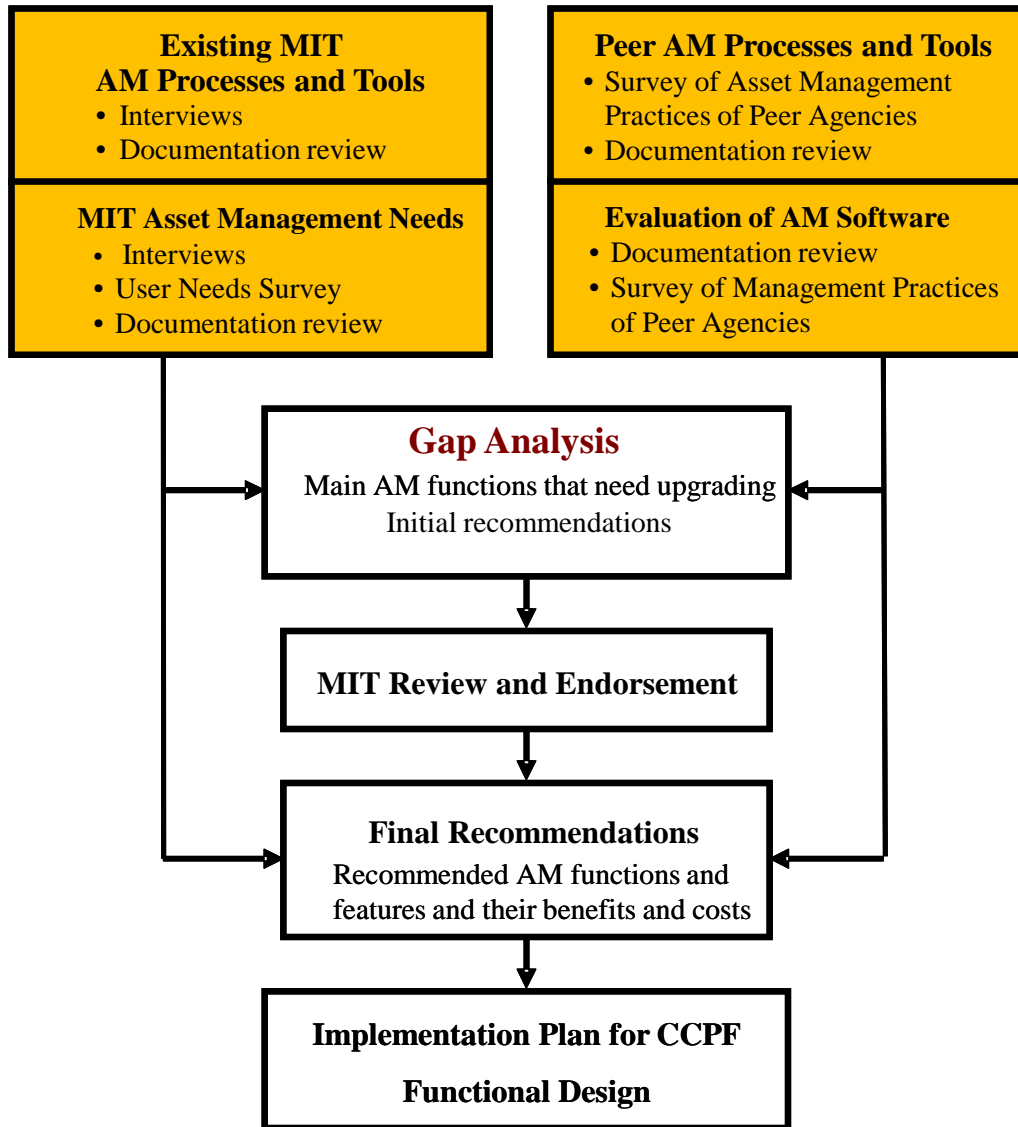 Existing MIT
AM Processes and Tools
• Interviews
• Documentation review
MIT Asset Management Needs
• Interviews
• User Needs Survey
• Documentation review
Peer AM Processes and Tools
• Survey of Asset Management
Practices of Peer Agencies
• Documentation review
Evaluation of AM Software
• Documentation review
• Survey of Management Practices
of Peer Agencies
Gap Analysis
Main AM functions that need upgrading
Initial recommendations
MIT Review and Endorsement
Final Recommendations
Recommended AM functions and
features and their benefits and costs
Implementation Plan for CCPF
Functional Design